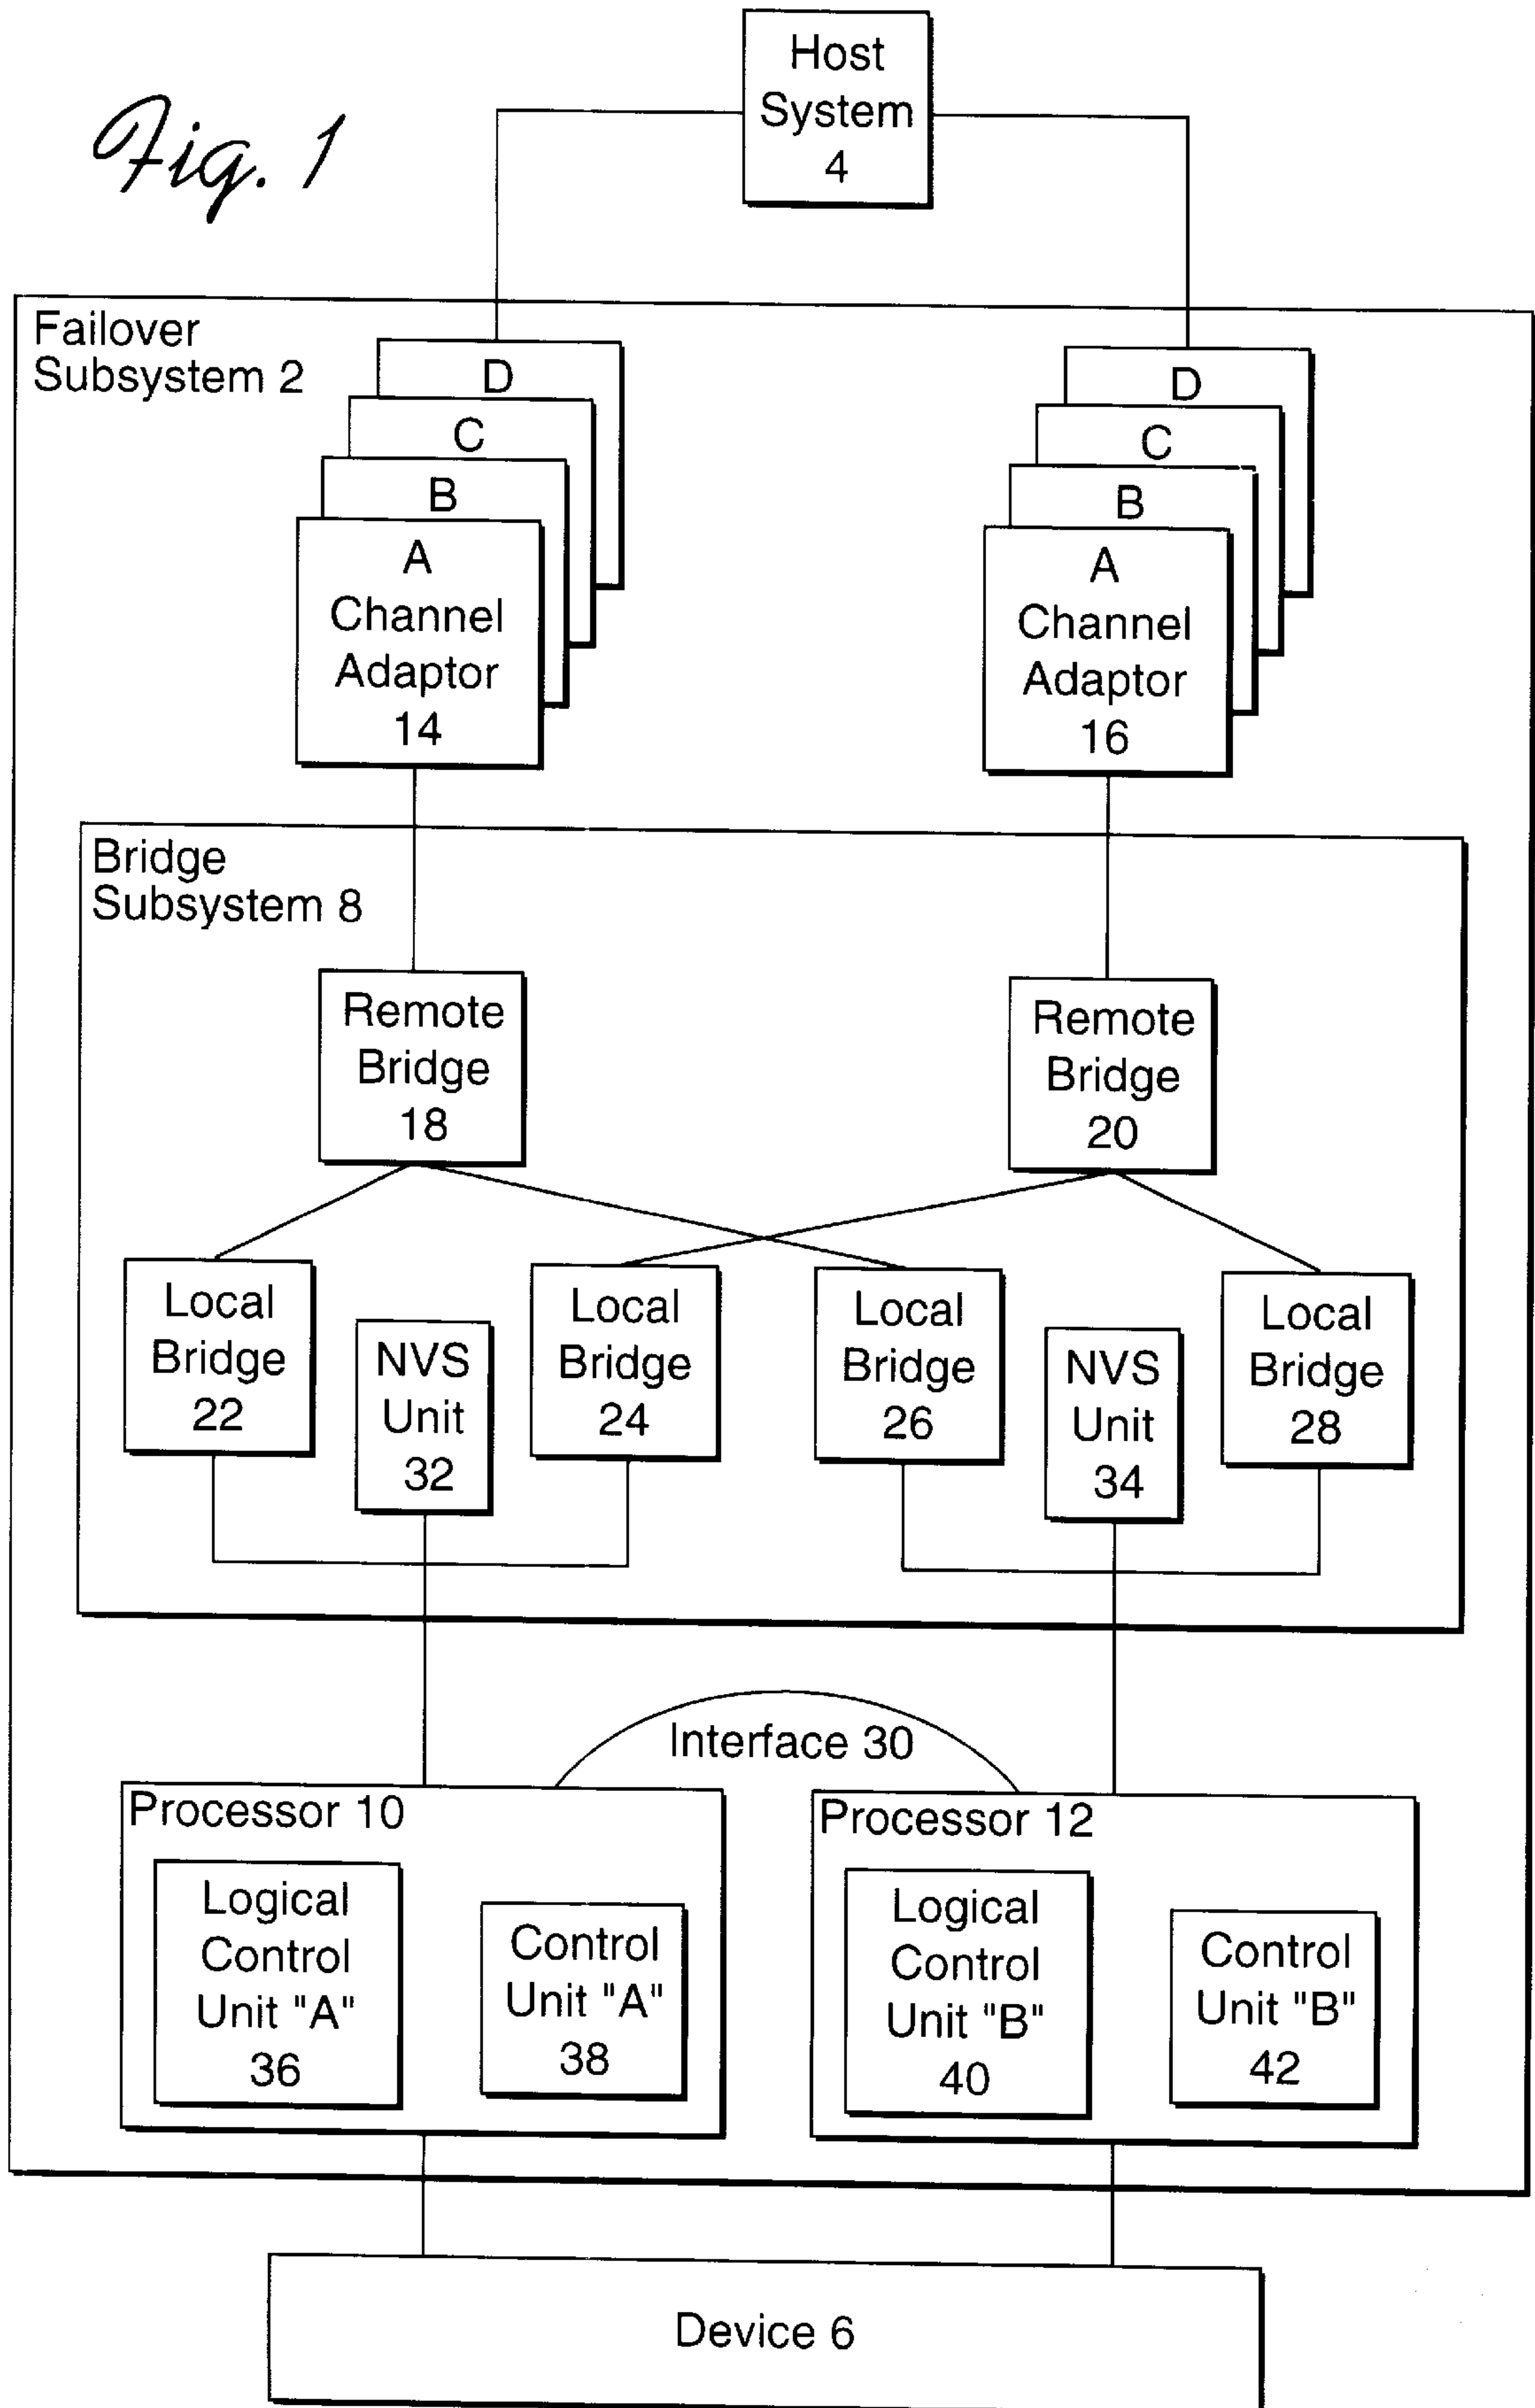 Fig. 1
Host
System
4
Failover
Subsystem 2
D
C
B
A
Channel
Adaptor
14
D
C
B
A
Channel
Adaptor
16
Bridge
Subsystem 8
Remote
Bridge
18
Remote
Bridge
20
Local
Bridge
22
NVS
Unit
32
Local
Bridge
24
Local
Bridge
26
NVS
Unit
34
Local
Bridge
28
Interface 30
Processor 10
Logical
Control
Unit "A"
36
Control
Unit "A"
38
Processor 12
Logical
Control
Unit "B"
40
Control
Unit "B"
42
Device 6